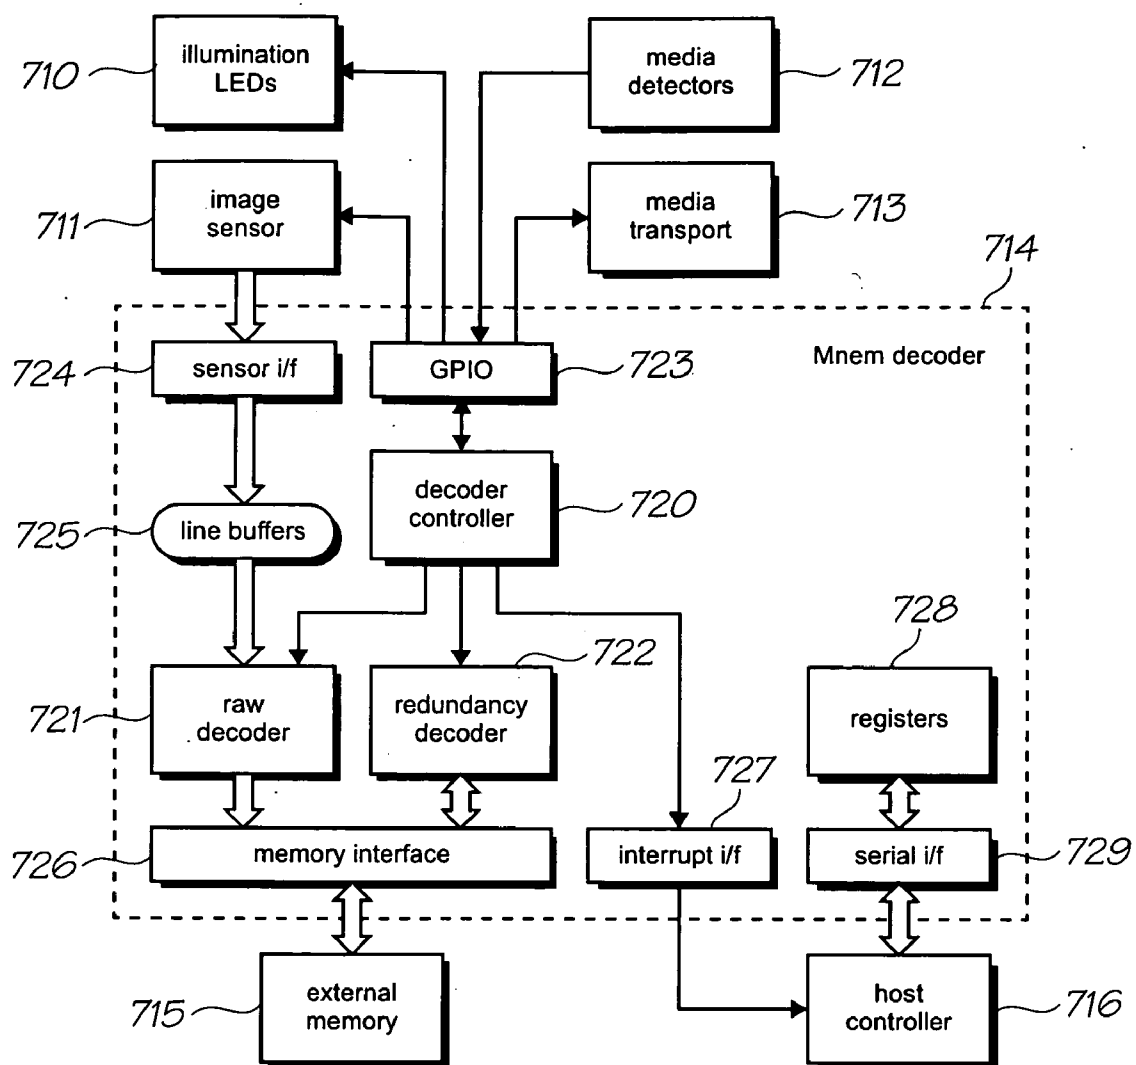 illumination
LEDs
710
media
detectors
712
image
sensor
711
media
transport
713
714
Mnem decoder
sensor i/f
724
GPIO
723
decoder
controller
720
line buffers
725
raw
decoder
721
redundancy
decoder
722
registers
728
memory interface
726
interrupt i/f
727
serial i/f
729
external
memory
715
host
controller
716